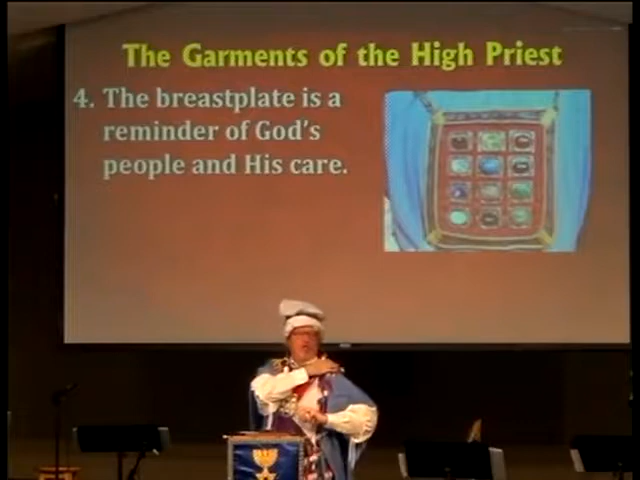 The Garments of the High Priest
4. The breastplate is a
reminder of God's
people and His care.